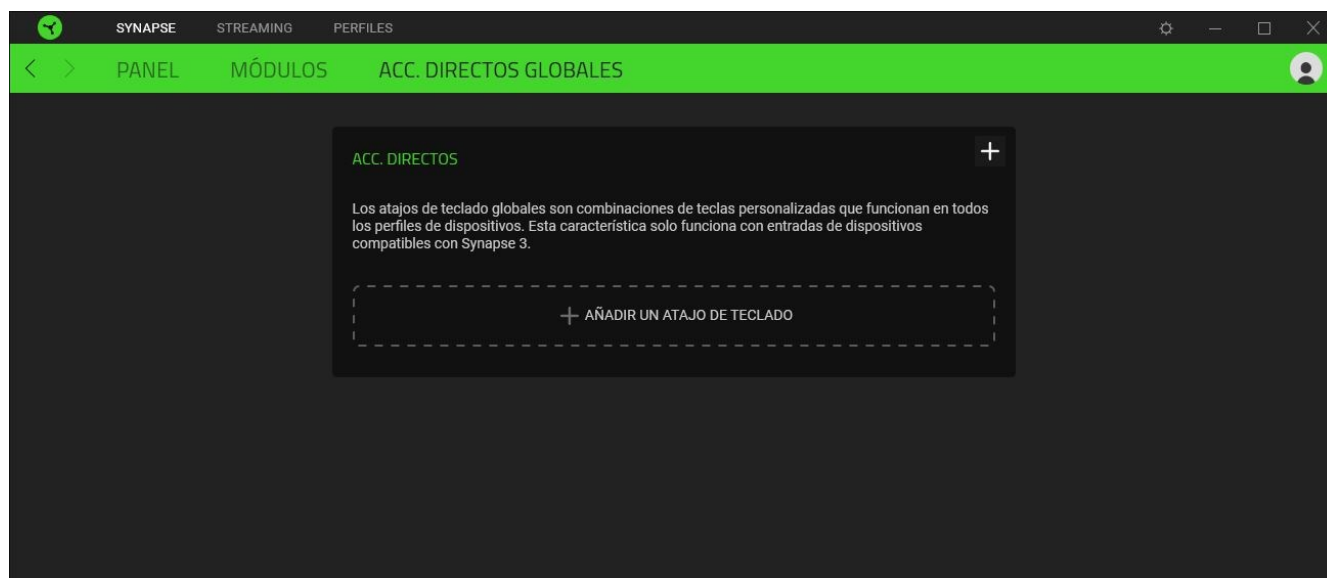 SYNAPSE STREAMING PERFILES
PANEL MÓDULOS ACC. DIRECTOS GLOBALES
ACC. DIRECTOS
Los atajos de teclado globales son combinaciones de teclas personalizadas que funcionan en todos
los perfiles de dispositivos. Esta característica solo funciona con entradas de dispositivos
compatibles con Synapse 3.
AÑADIR UN ATAJO DE TECLADO